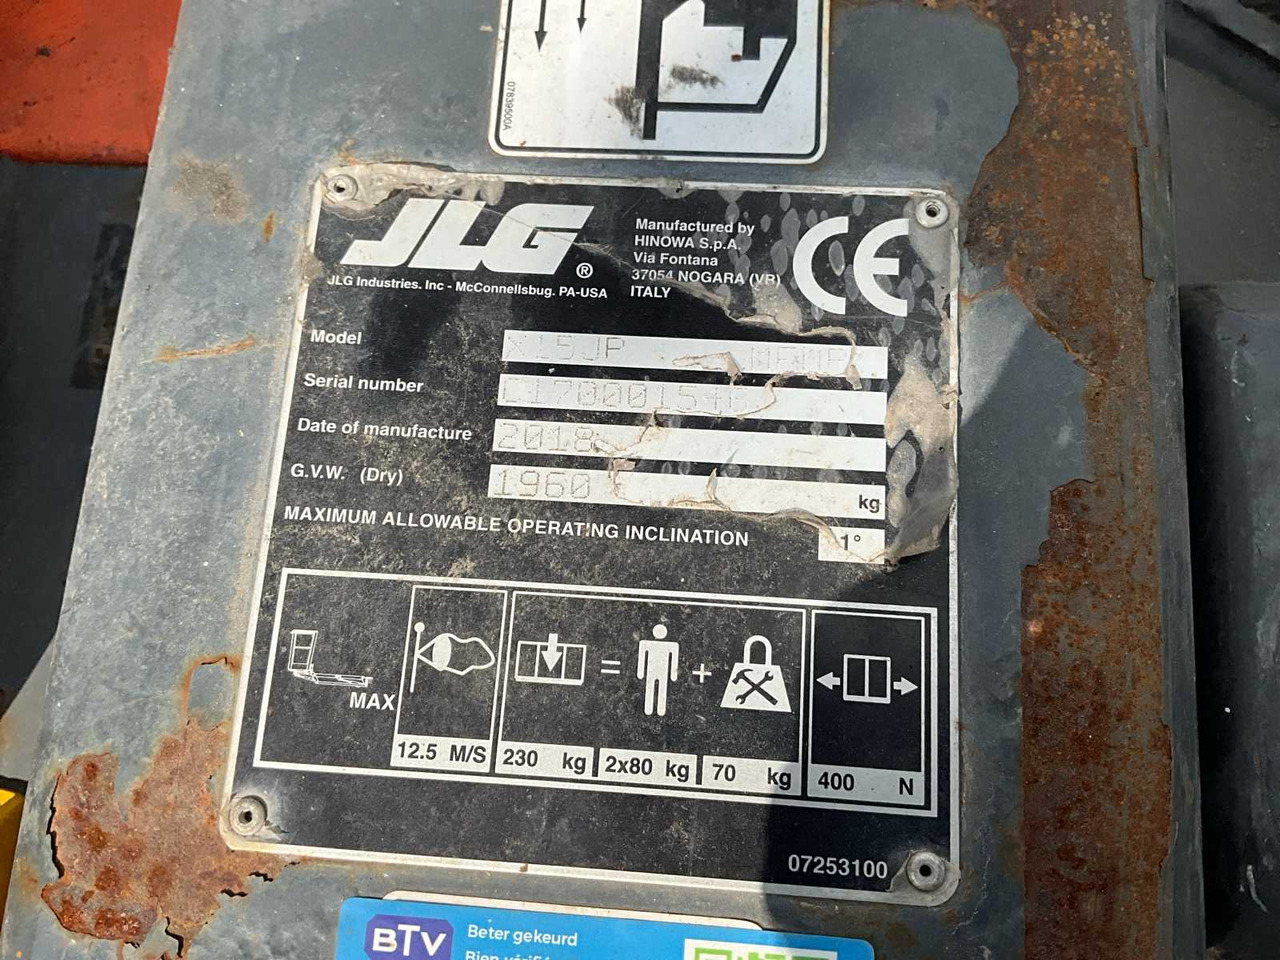 07839500A
JLG®
JLG Industries. Inc - McConnellsbug. PA-USA
Manufactured by
HINOWA S.p.A.
Via Fontana
37054 NOGARA (VR)
ITALY
CE
Model X15JP
Serial number
Date of manufacture 2018
G.V.W. (Dry) 1960 kg
MAXIMUM ALLOWABLE OPERATING INCLINATION 1°
MAX
12.5 M/S
230 kg
=
2x80 kg
+
70 kg
400 N
07253100
BTV
Beter gekeurd
Bien